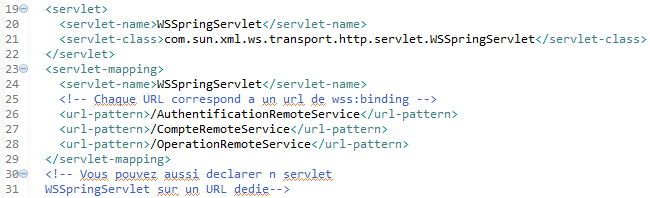 19 <servlet>
20 <servlet-name>WSSpringServlet</servlet-name>
21 <servlet-class>com.sun.xml.ws.transport.http.servlet.WSSpringServlet</servlet-class>
22 </servlet>
23 <servlet-mapping>
24 <servlet-name>WSSpringServlet</servlet-name>
25 <!-- Chaque URL correspond a un url de wss:binding -->
26 <url-pattern>/AuthentificationRemoteService</url-pattern>
27 <url-pattern>/CompteRemoteService</url-pattern>
28 <url-pattern>/OperationRemoteService</url-pattern>
29 </servlet-mapping>
30 <!-- Vous pouvez aussi declarer n servlet
31 WSSpringServlet sur un URL dedie-->